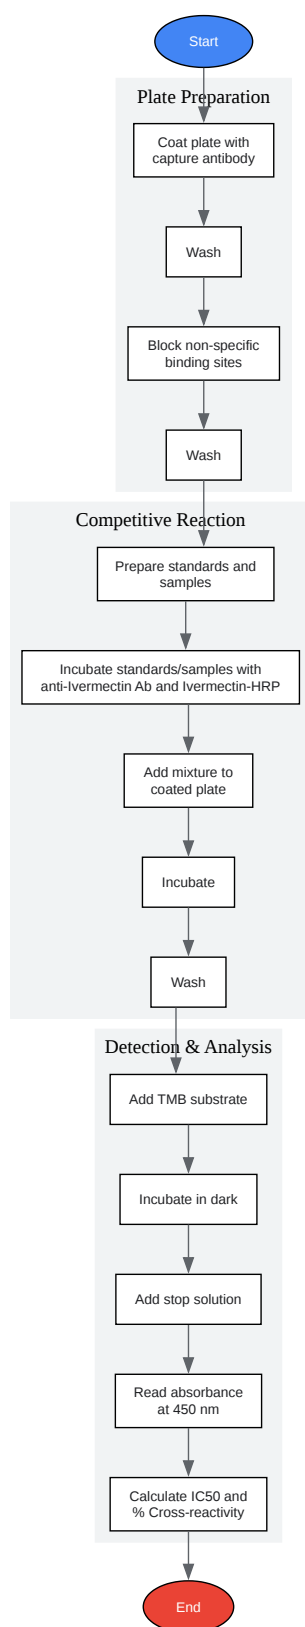 Start
Plate Preparation
Coat plate with
capture antibody
Wash
Block non-specific
binding sites
Wash
Competitive Reaction
Prepare standards and
samples
Incubate standards/samples with
anti-Ivermectin Ab and Ivermectin-HRP
Add mixture to
coated plate
Incubate
Wash
Detection & Analysis
Add TMB substrate
Incubate in dark
Add stop solution
Read absorbance
at 450 nm
Calculate IC50 and
% Cross-reactivity
End